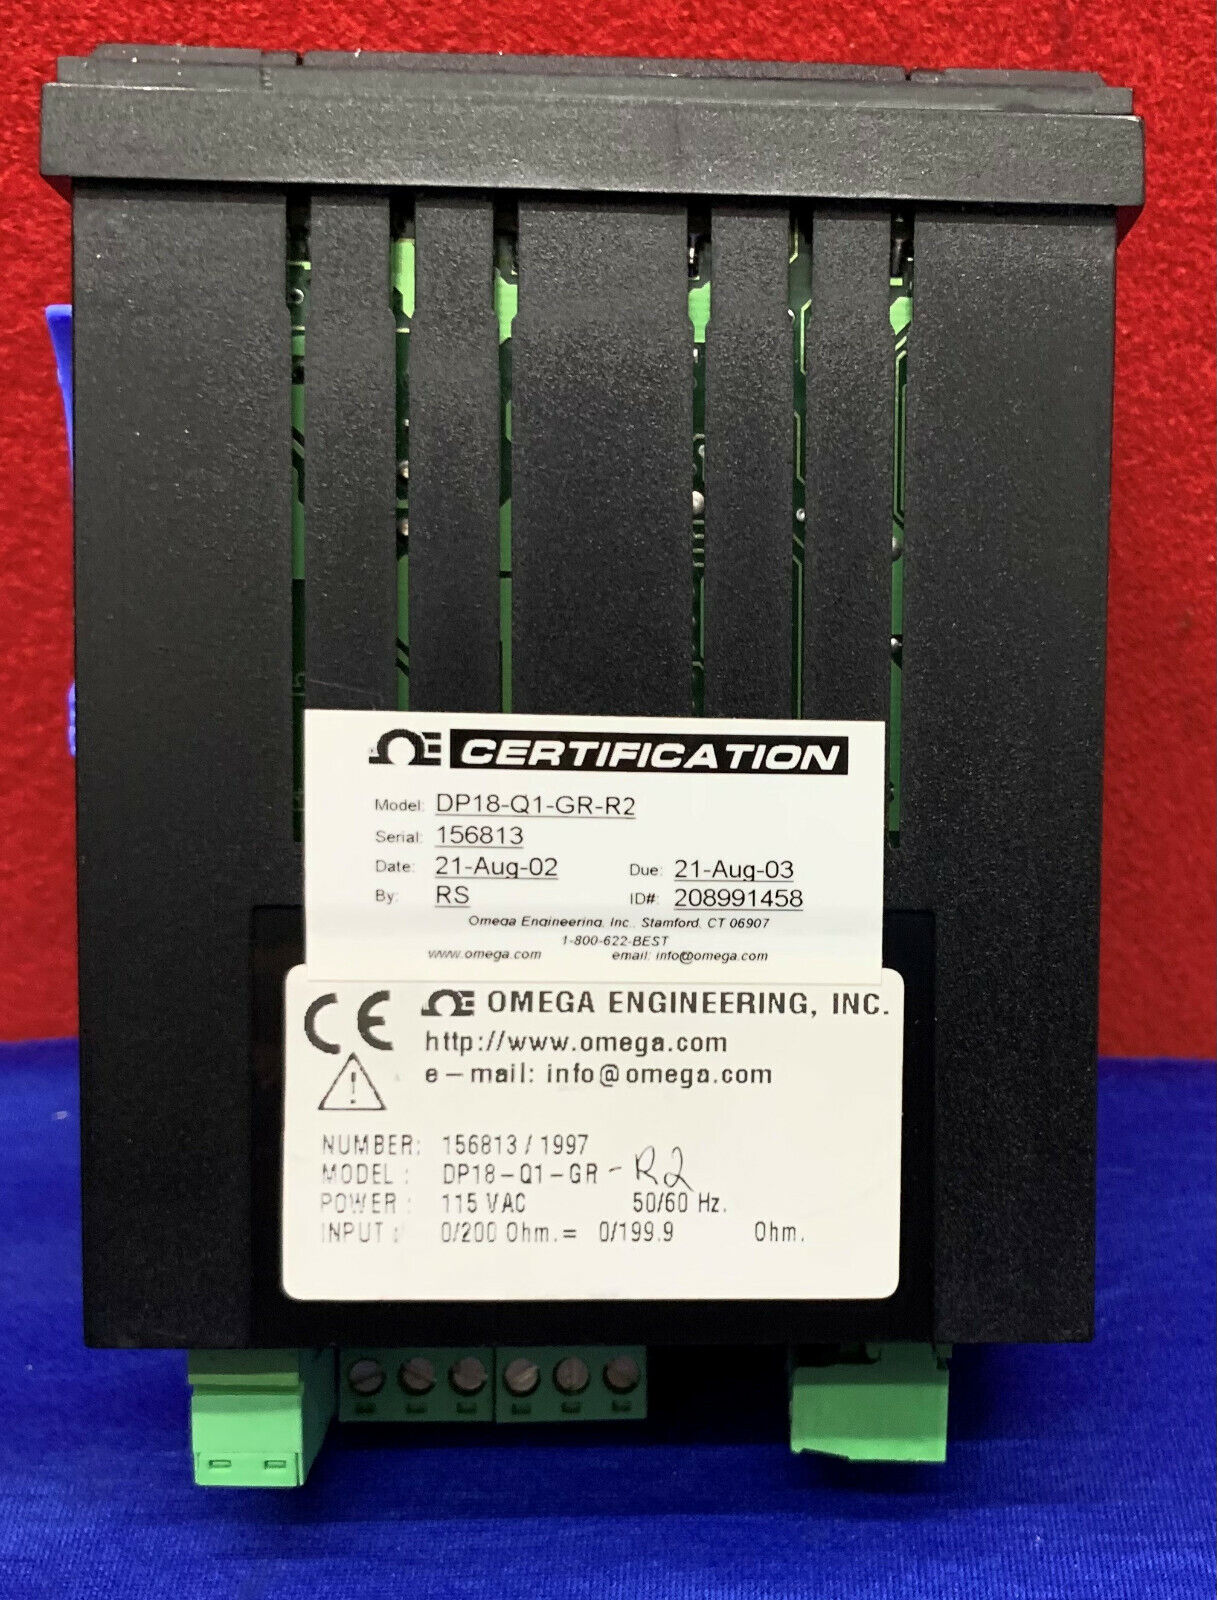 CERTIFICATION
Model: DP18-Q1-GR-R2
Serial: 156813
Date: 21-Aug-02 Due: 21-Aug-03
By: RS ID#: 208991458
Omega Engineering, Inc., Stamford, CT 06907
1-800-622-BEST
www.omega.com email: info@omega.com
CE OMEGA ENGINEERING, INC.
http://www.omega.com
e-mail: info@omega.com
NUMBER: 156813 / 1997
MODEL: DP18-Q1-GR-R2
POWER: 115 VAC 50/60 Hz.
INPUT: 0/200 Ohm. = 0/199.9 Ohm.